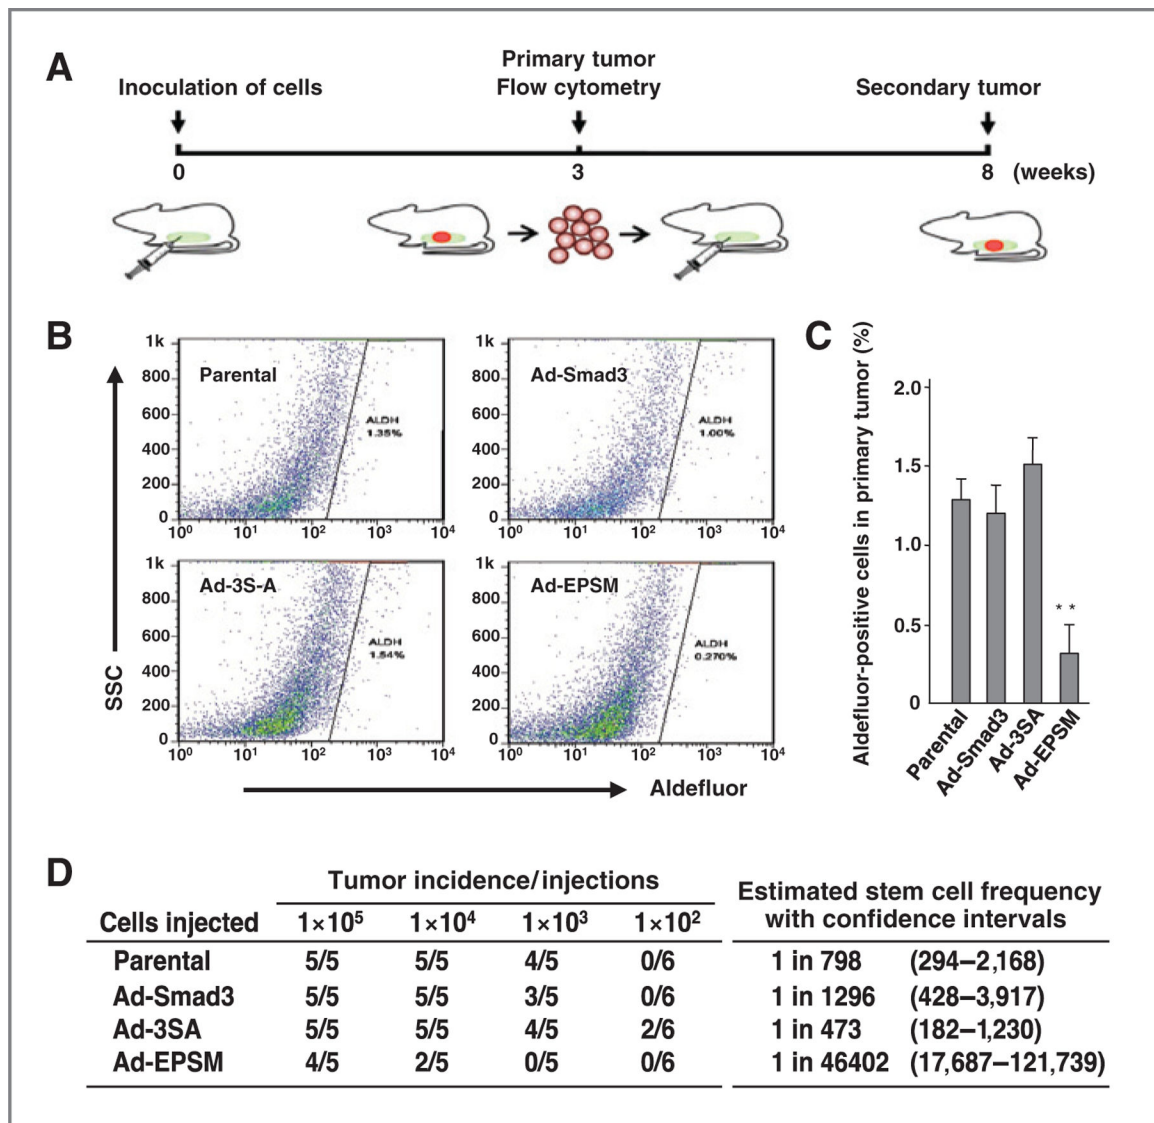 A
Inoculation of cells
Primary tumor
Flow cytometry
Secondary tumor
0
3
8 (weeks)
B
1k
800
600
400
200
0
Parental
ALDH
1.35%
10⁰ 10¹ 10² 10³ 10⁴
1k
800
600
400
200
0
Ad-Smad3
ALDH
1.00%
10⁰ 10¹ 10² 10³ 10⁴
1k
800
600
400
200
0
Ad-3S-A
ALDH
1.54%
10⁰ 10¹ 10² 10³ 10⁴
1k
800
600
400
200
0
Ad-EPSM
ALDH
0.270%
10⁰ 10¹ 10² 10³ 10⁴
SSC
Aldefluor
C
Aldefluor-positive cells in primary tumor (%)
2.0
1.5
1.0
0.5
0
* *
Parental
Ad-Smad3
Ad-3SA
Ad-EPSM
D
Tumor incidence/injections
Estimated stem cell frequency
with confidence intervals
Cells injected 1×10⁵ 1×10⁴ 1×10³ 1×10²
Parental 5/5 5/5 4/5 0/6 1 in 798 (294–2,168)
Ad-Smad3 5/5 5/5 3/5 0/6 1 in 1296 (428–3,917)
Ad-3SA 5/5 5/5 4/5 2/6 1 in 473 (182–1,230)
Ad-EPSM 4/5 2/5 0/5 0/6 1 in 46402 (17,687–121,739)